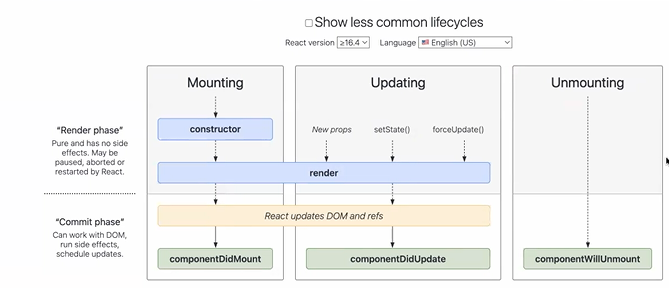 Show less common lifecycles
React version ≥16.4 Language English (US)
Mounting
Updating
Unmounting
“Render phase”
Pure and has no side
effects. May be
paused, aborted or
restarted by React.
constructor
New props
setState()
forceUpdate()
render
“Commit phase”
Can work with DOM,
run side effects,
schedule updates.
React updates DOM and refs
componentDidMount
componentDidUpdate
componentWillUnmount